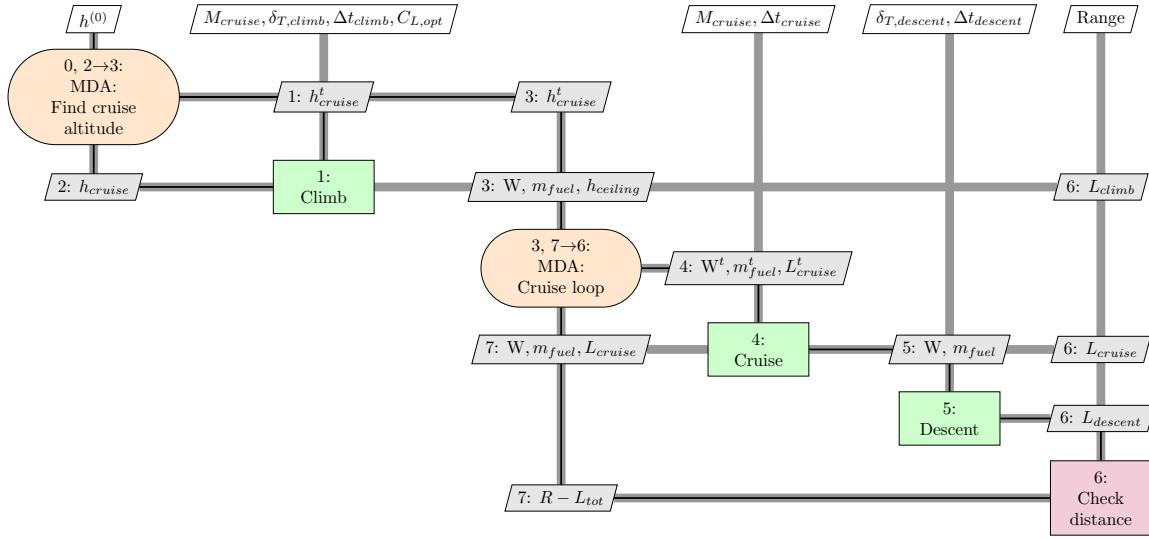 h^{(0)}
M_{cruise}, δ_{T,climb}, Δt_{climb}, C_{L,opt}
M_{cruise}, Δt_{cruise}
δ_{T,descent}, Δt_{descent}
Range
0, 2→3:
MDA:
Find cruise
altitude
1: h^t_{cruise}
3: h^t_{cruise}
2: h_{cruise}
1:
Climb
3: W, m_{fuel}, h_{ceiling}
6: L_{climb}
3, 7→6:
MDA:
Cruise loop
4: W^t, m^t_{fuel}, L^t_{cruise}
7: W, m_{fuel}, L_{cruise}
4:
Cruise
5: W, m_{fuel}
6: L_{cruise}
5:
Descent
6: L_{descent}
7: R − L_{tot}
6:
Check
distance